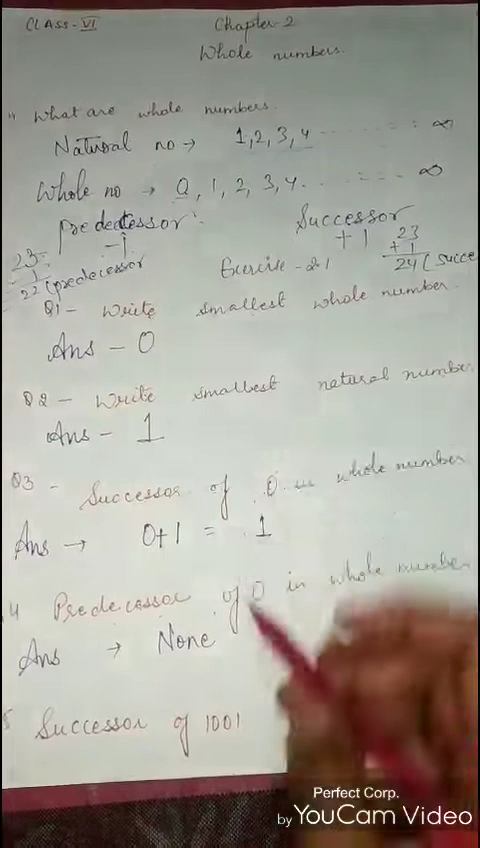 CLASS-VI Chapter-2
Whole numbers.
What are whole numbers.
Natural no → 1,2,3,4 ------- ∞
Whole no → 0, 1, 2, 3, 4. ------- ∞
Predecessor: Successor
-1 +1
23 23
-1 +1
22 (predecessor 24 (Succe
Exercise -2.1
Q1- Write smallest whole number.
Ans - 0
Q2 - Write smallest natural number.
Ans - 1
Q3 - Successor of 0 in whole number
Ans → 0+1 = 1
4 Predecessor of 0 in whole number
Ans → None
5 Successor of 1001
Perfect Corp.
by YouCam Video